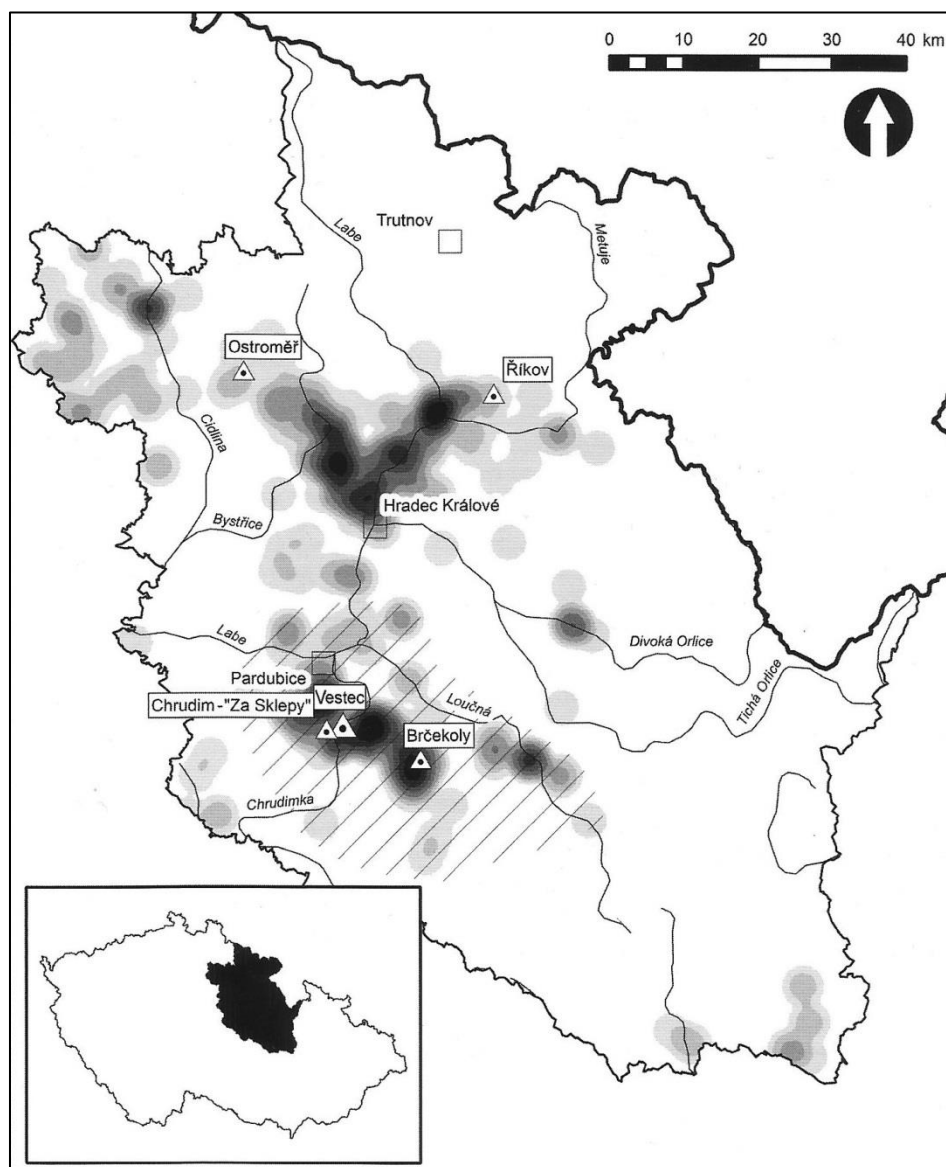 0 10 20 30 40 km
Trutnov
Labe
Metuje
Ostroměř
Říkov
Cidlina
Hradec Králové
Bystřice
Labe
Divoká Orlice
Pardubice
Tichá Orlice
Chrudim-"Za Sklepy"
Vestec
Loučná
Brčekoly
Chrudimka